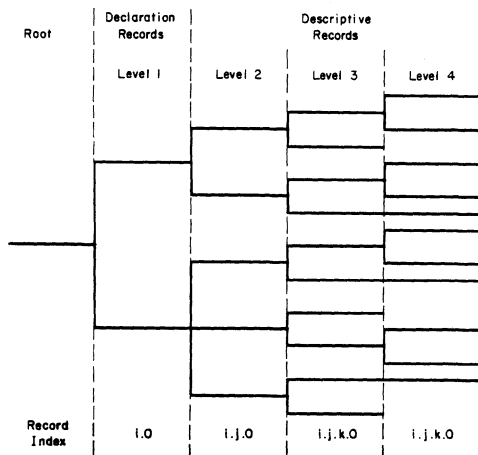 Root
Declaration
Records
Descriptive
Records
Level 1
Level 2
Level 3
Level 4
Record
Index
i.0
i.j.0
i.j.k.0
i.j.k.0